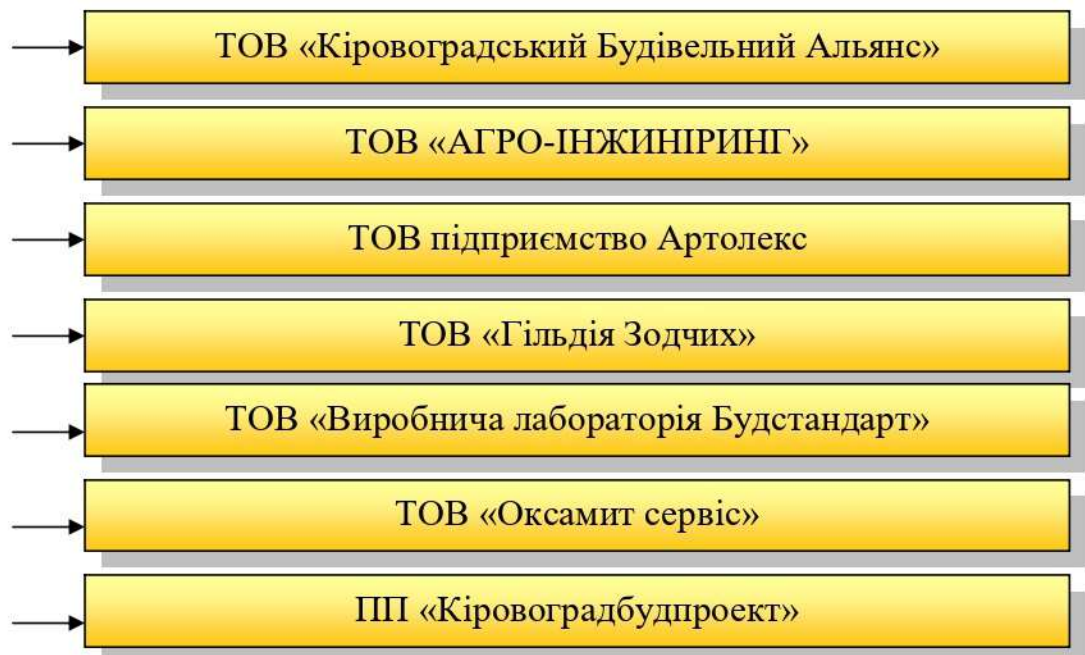 ТОВ «Кіровоградський Будівельний Альянс»
ТОВ «АГРО-ІНЖИНІРИНГ»
ТОВ підприємство Артолекс
ТОВ «Гільдія Зодчих»
ТОВ «Виробнича лабораторія Будстандарт»
ТОВ «Оксамит сервіс»
ПП «Кіровоградбудпроект»